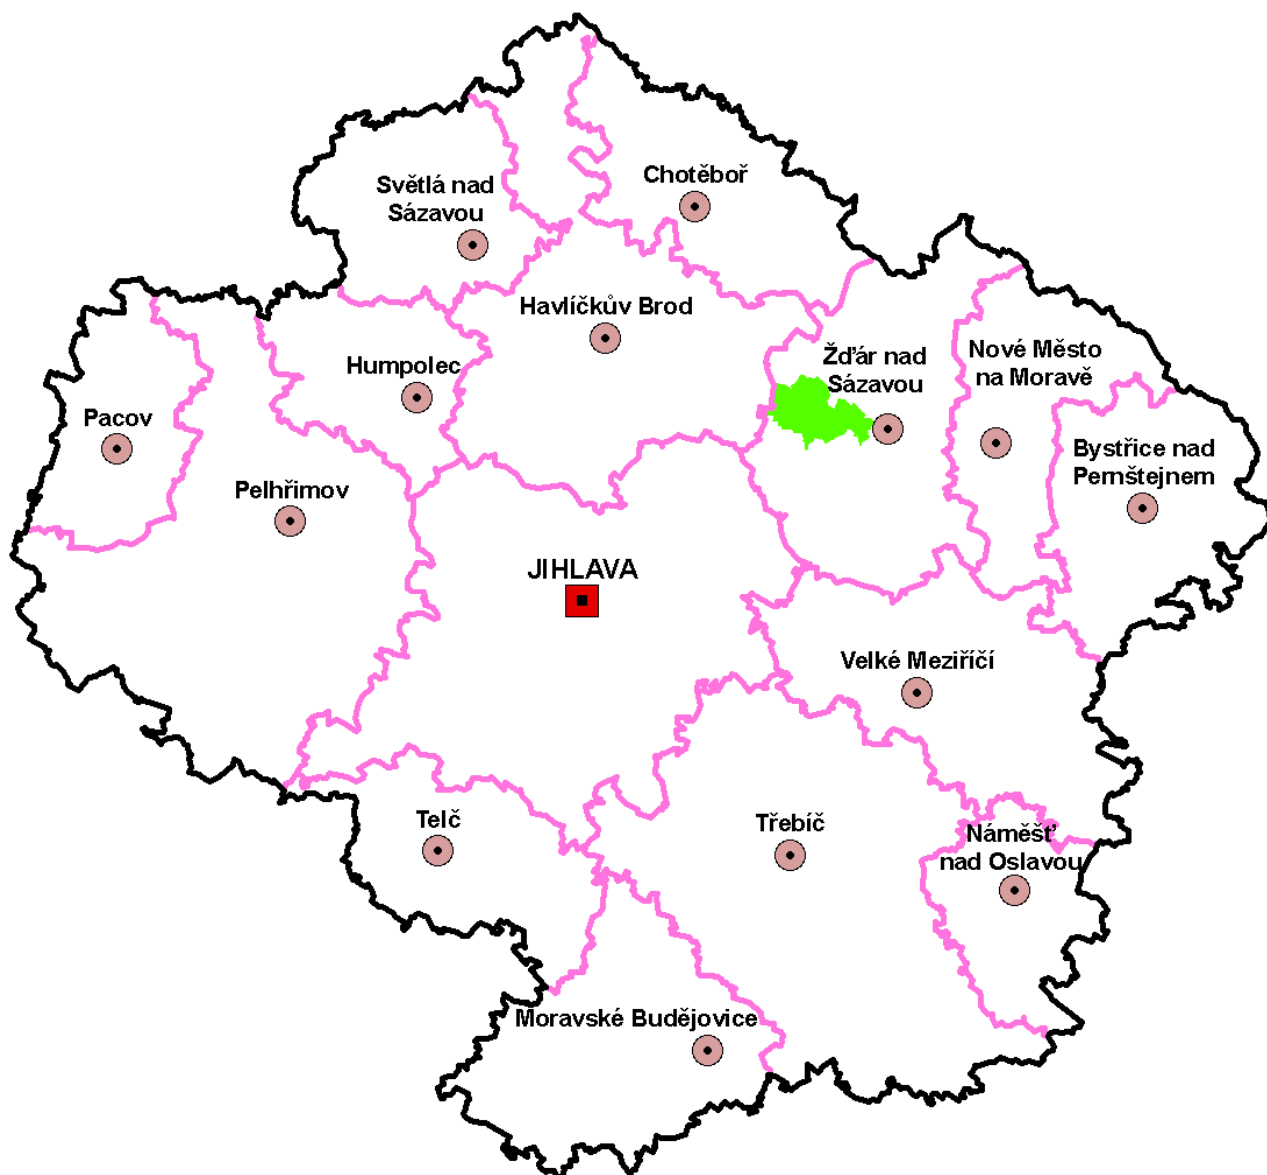 Chotěboř
Světlá nad
Sázavou
Havlíčkův Brod
Žďár nad
Sázavou
Nové Město
na Moravě
Humpolec
Pacov
Bystřice nad
Pernštejnem
Pelhřimov
JIHLAVA
Velké Meziříčí
Telč
Třebíč
Náměšť
nad Oslavou
Moravské Budějovice